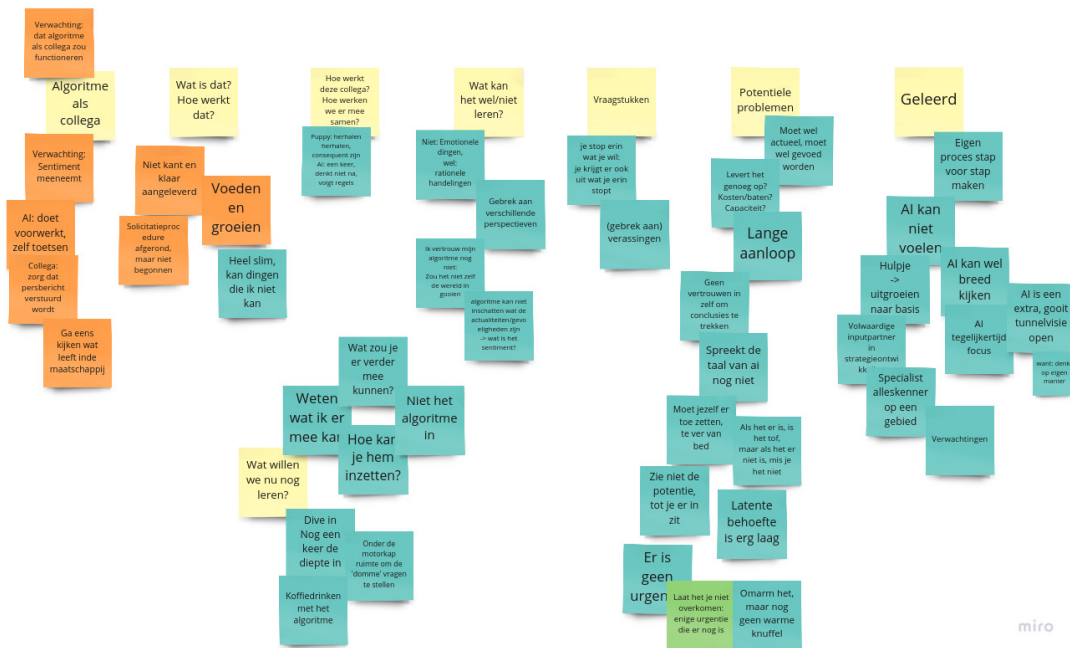 Verwachting:
dat algoritme
als collega zou
functioneren
Algoritme
als
collega
Verwachting:
Sentiment
meeneemt
AI: doet
voorwerkt,
zelf toetsen
Collega:
zorg dat
persbericht
verstuurd
wordt
Ga eens
kijken wat
leeft inde
maatschappij
Wat is dat?
Hoe werkt
dat?
Niet kant en
klaar
aangeleverd
Voeden
en
groeien
Solicitatieproc
edure
afgerond,
maar niet
begonnen
Heel slim,
kan dingen
die ik niet
kan
Hoe werkt
deze collega?
Hoe werken
we er mee
samen?
Puppy: herhalen
herhalen,
consequent zijn
AI: een keer,
denkt niet na,
voigt regels
Wat kan
het wel/niet
leren?
Niet: Emotionele
dingen,
wel:
rationele
handelingen
Gebrek aan
verschillende
perspectieven
Ik vertrouw mijn
algoritme nog
niet:
Zou het niet zelf
de wereld in
gooien
algoritme kan niet
inschatten wat de
actualiteiten/gevo
eligheden zijn
-> wat is het
sentiment?
Wat zou je
er verder
mee
kunnen?
Weten
wat ik er
mee kan
Niet het
algoritme
in
Hoe kan
je hem
inzetten?
Wat willen
we nu nog
leren?
Dive in
Nog een
keer de
diepte in
Onder de
motorkap
ruimte om de
'domme' vragen
te stellen
Koffiedrinken
met het
algoritme
Vraagstukken
je stop erin
wat je wil:
je krijgt er ook
uit wat je erin
stopt
(gebrek aan)
verassingen
Potentiele
problemen
Moet wel
actueel, moet
wel gevoed
worden
Levert het
genoeg op?
Kosten/baten?
Capaciteit?
Lange
aanloop
Geen
vertrouwen in
zelf om
conclusies te
trekken
Spreekt de
taal van ai
nog niet
Moet jezelf er
toe zetten,
te ver van
bed
Als het er is, is
het tof,
maar als het er
niet is, mis je
het niet
Zie niet de
potentie,
tot je er in
zit
Latente
behoefte
is erg laag
Er is
geen
urgen
Laat het je niet
overkomen:
enige urgentie
die er nog is
Omarm het,
maar nog
geen warme
knuffel
Geleerd
Eigen
proces stap
voor stap
maken
AI kan
niet
voelen
AI kan wel
breed
kijken
Hulpje
->
uitgroeien
naar basis
AI is een
extra, gooit
tunnelvisie
open
Volwaardige
inputpartner
in
strategieontwi
AI
tegelijkertijd
focus
want: denkt
op eigen
manier
Specialist
alleskenner
op een
gebied
Verwachtingen
miro